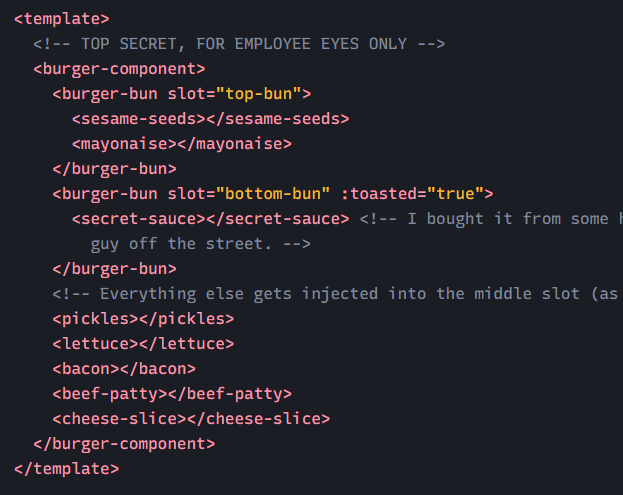 <template>
<!-- TOP SECRET, FOR EMPLOYEE EYES ONLY -->
<burger-component>
<burger-bun slot="top-bun">
<sesame-seeds></sesame-seeds>
<mayonaise></mayonaise>
</burger-bun>
<burger-bun slot="bottom-bun" :toasted="true">
<secret-sauce></secret-sauce> <!-- I bought it from some
guy off the street. -->
</burger-bun>
<!-- Everything else gets injected into the middle slot (as
<pickles></pickles>
<lettuce></lettuce>
<bacon></bacon>
<beef-patty></beef-patty>
<cheese-slice></cheese-slice>
</burger-component>
</template>